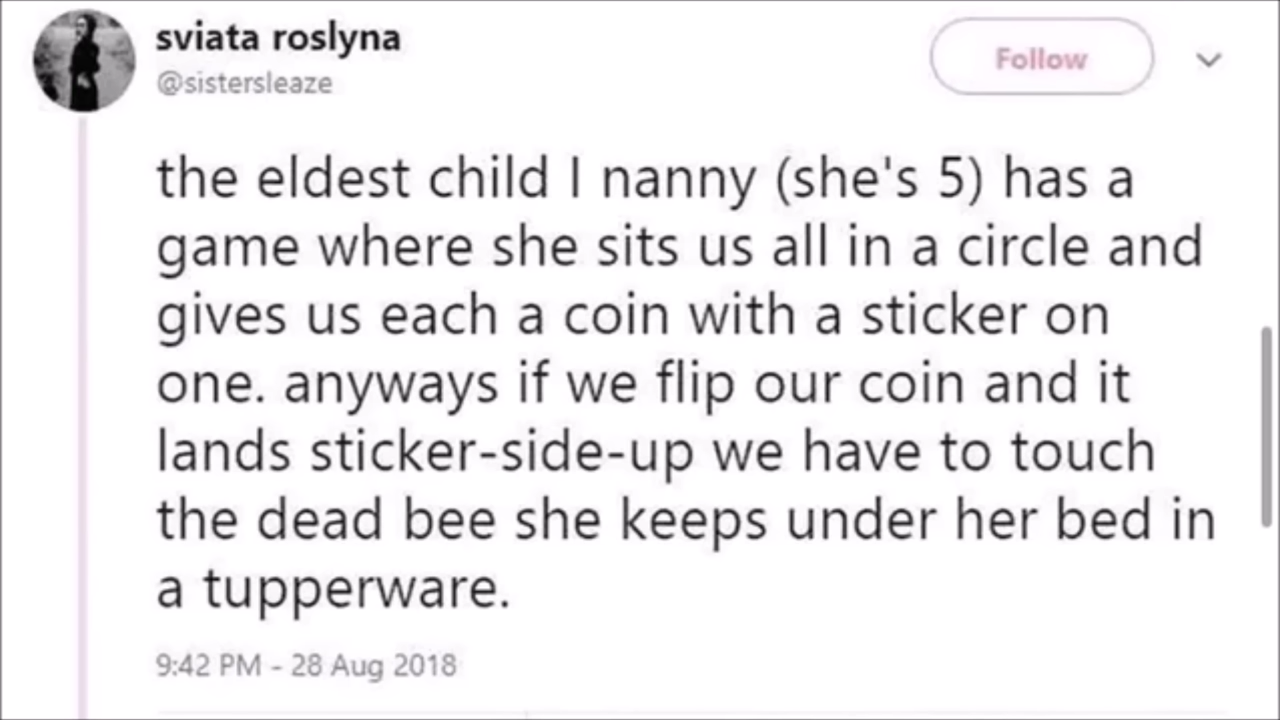 sviata roslyna
@sistersleaze
Follow
the eldest child I nanny (she's 5) has a
game where she sits us all in a circle and
gives us each a coin with a sticker on
one. anyways if we flip our coin and it
lands sticker-side-up we have to touch
the dead bee she keeps under her bed in
a tupperware.
9:42 PM - 28 Aug 2018